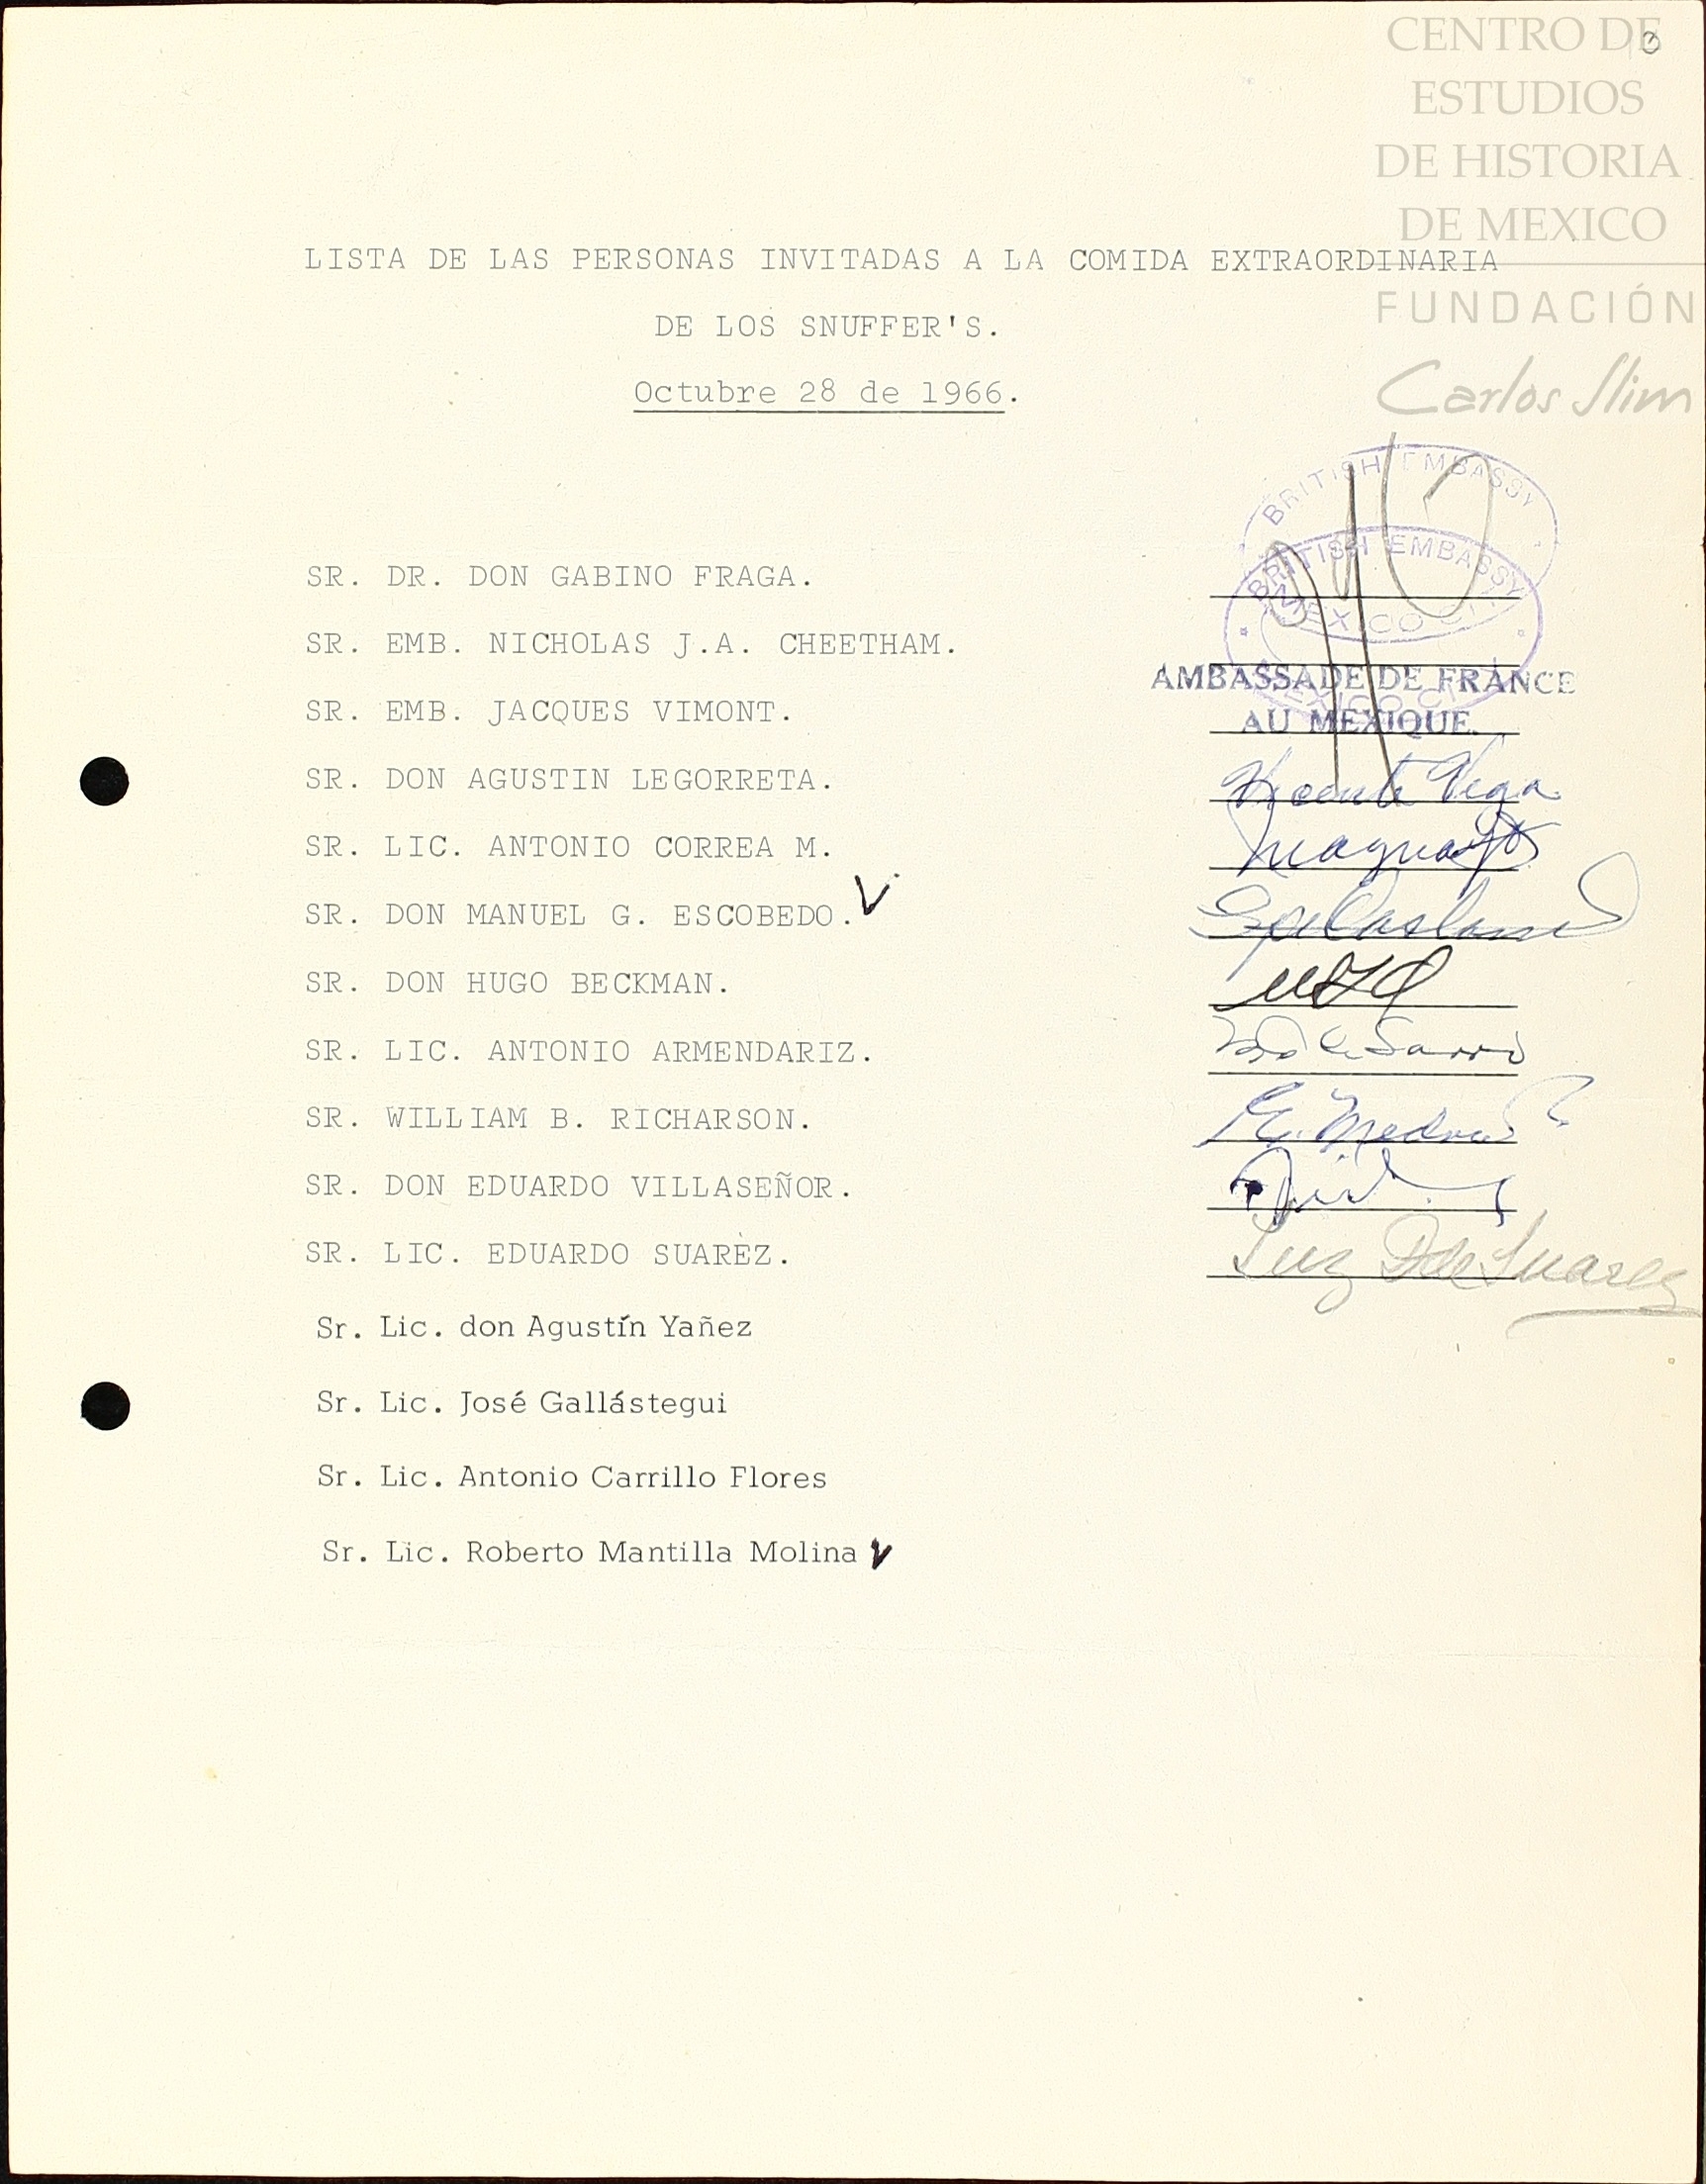 CENTRO DE
ESTUDIOS
DE HISTORIA
DE MEXICO
FUNDACIÓN
Carlos Slim
LISTA DE LAS PERSONAS INVITADAS A LA COMIDA EXTRAORDINARIA
DE LOS SNUFFER'S.
Octubre 28 de 1966.
BRITISH EMBASSY
BRITISH EMBASSY
MEXICO
SR. DR. DON GABINO FRAGA.
SR. EMB. NICHOLAS J.A. CHEETHAM.
AMBASSADE DE FRANCE
SR. EMB. JACQUES VIMONT.
AU MEXIQUE
SR. DON AGUSTIN LEGORRETA. Vicente Vega
SR. LIC. ANTONIO CORREA M.
SR. DON MANUEL G. ESCOBEDO.
SR. DON HUGO BECKMAN.
SR. LIC. ANTONIO ARMENDARIZ.
SR. WILLIAM B. RICHARSON.
SR. DON EDUARDO VILLASEÑOR.
SR. LIC. EDUARDO SUAREZ. Luz De Suarez
Sr. Lic. don Agustín Yañez
Sr. Lic. José Gallástegui
Sr. Lic. Antonio Carrillo Flores
Sr. Lic. Roberto Mantilla Molina